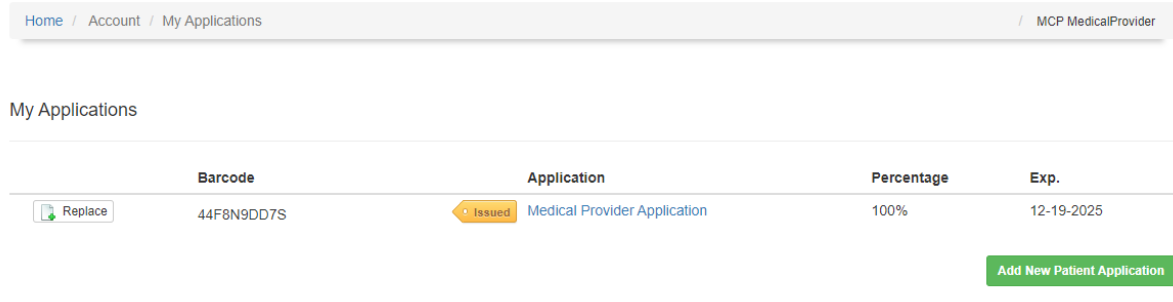 Home / Account / My Applications / MCP MedicalProvider
My Applications
Barcode Application Percentage Exp.
Replace 44F8N9DD7S Issued Medical Provider Application 100% 12-19-2025
Add New Patient Application